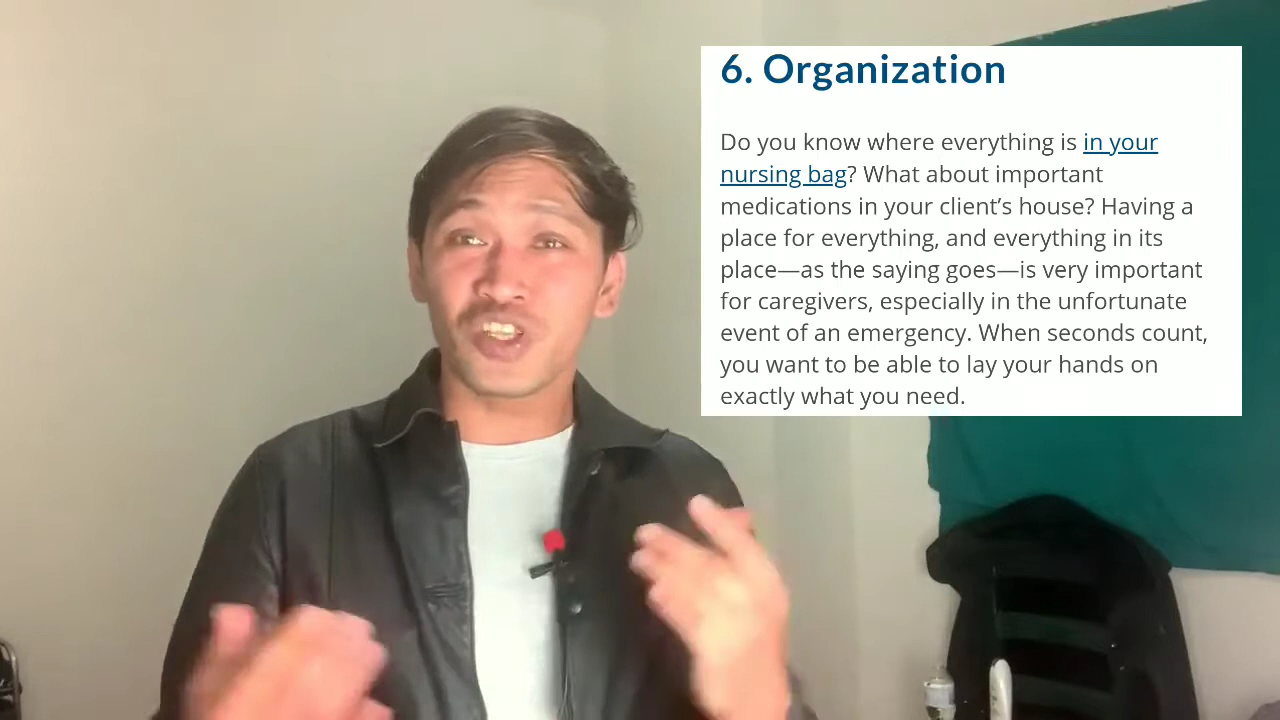 6. Organization
Do you know where everything is in your
nursing bag? What about important
medications in your client’s house? Having a
place for everything, and everything in its
place—as the saying goes—is very important
for caregivers, especially in the unfortunate
event of an emergency. When seconds count,
you want to be able to lay your hands on
exactly what you need.